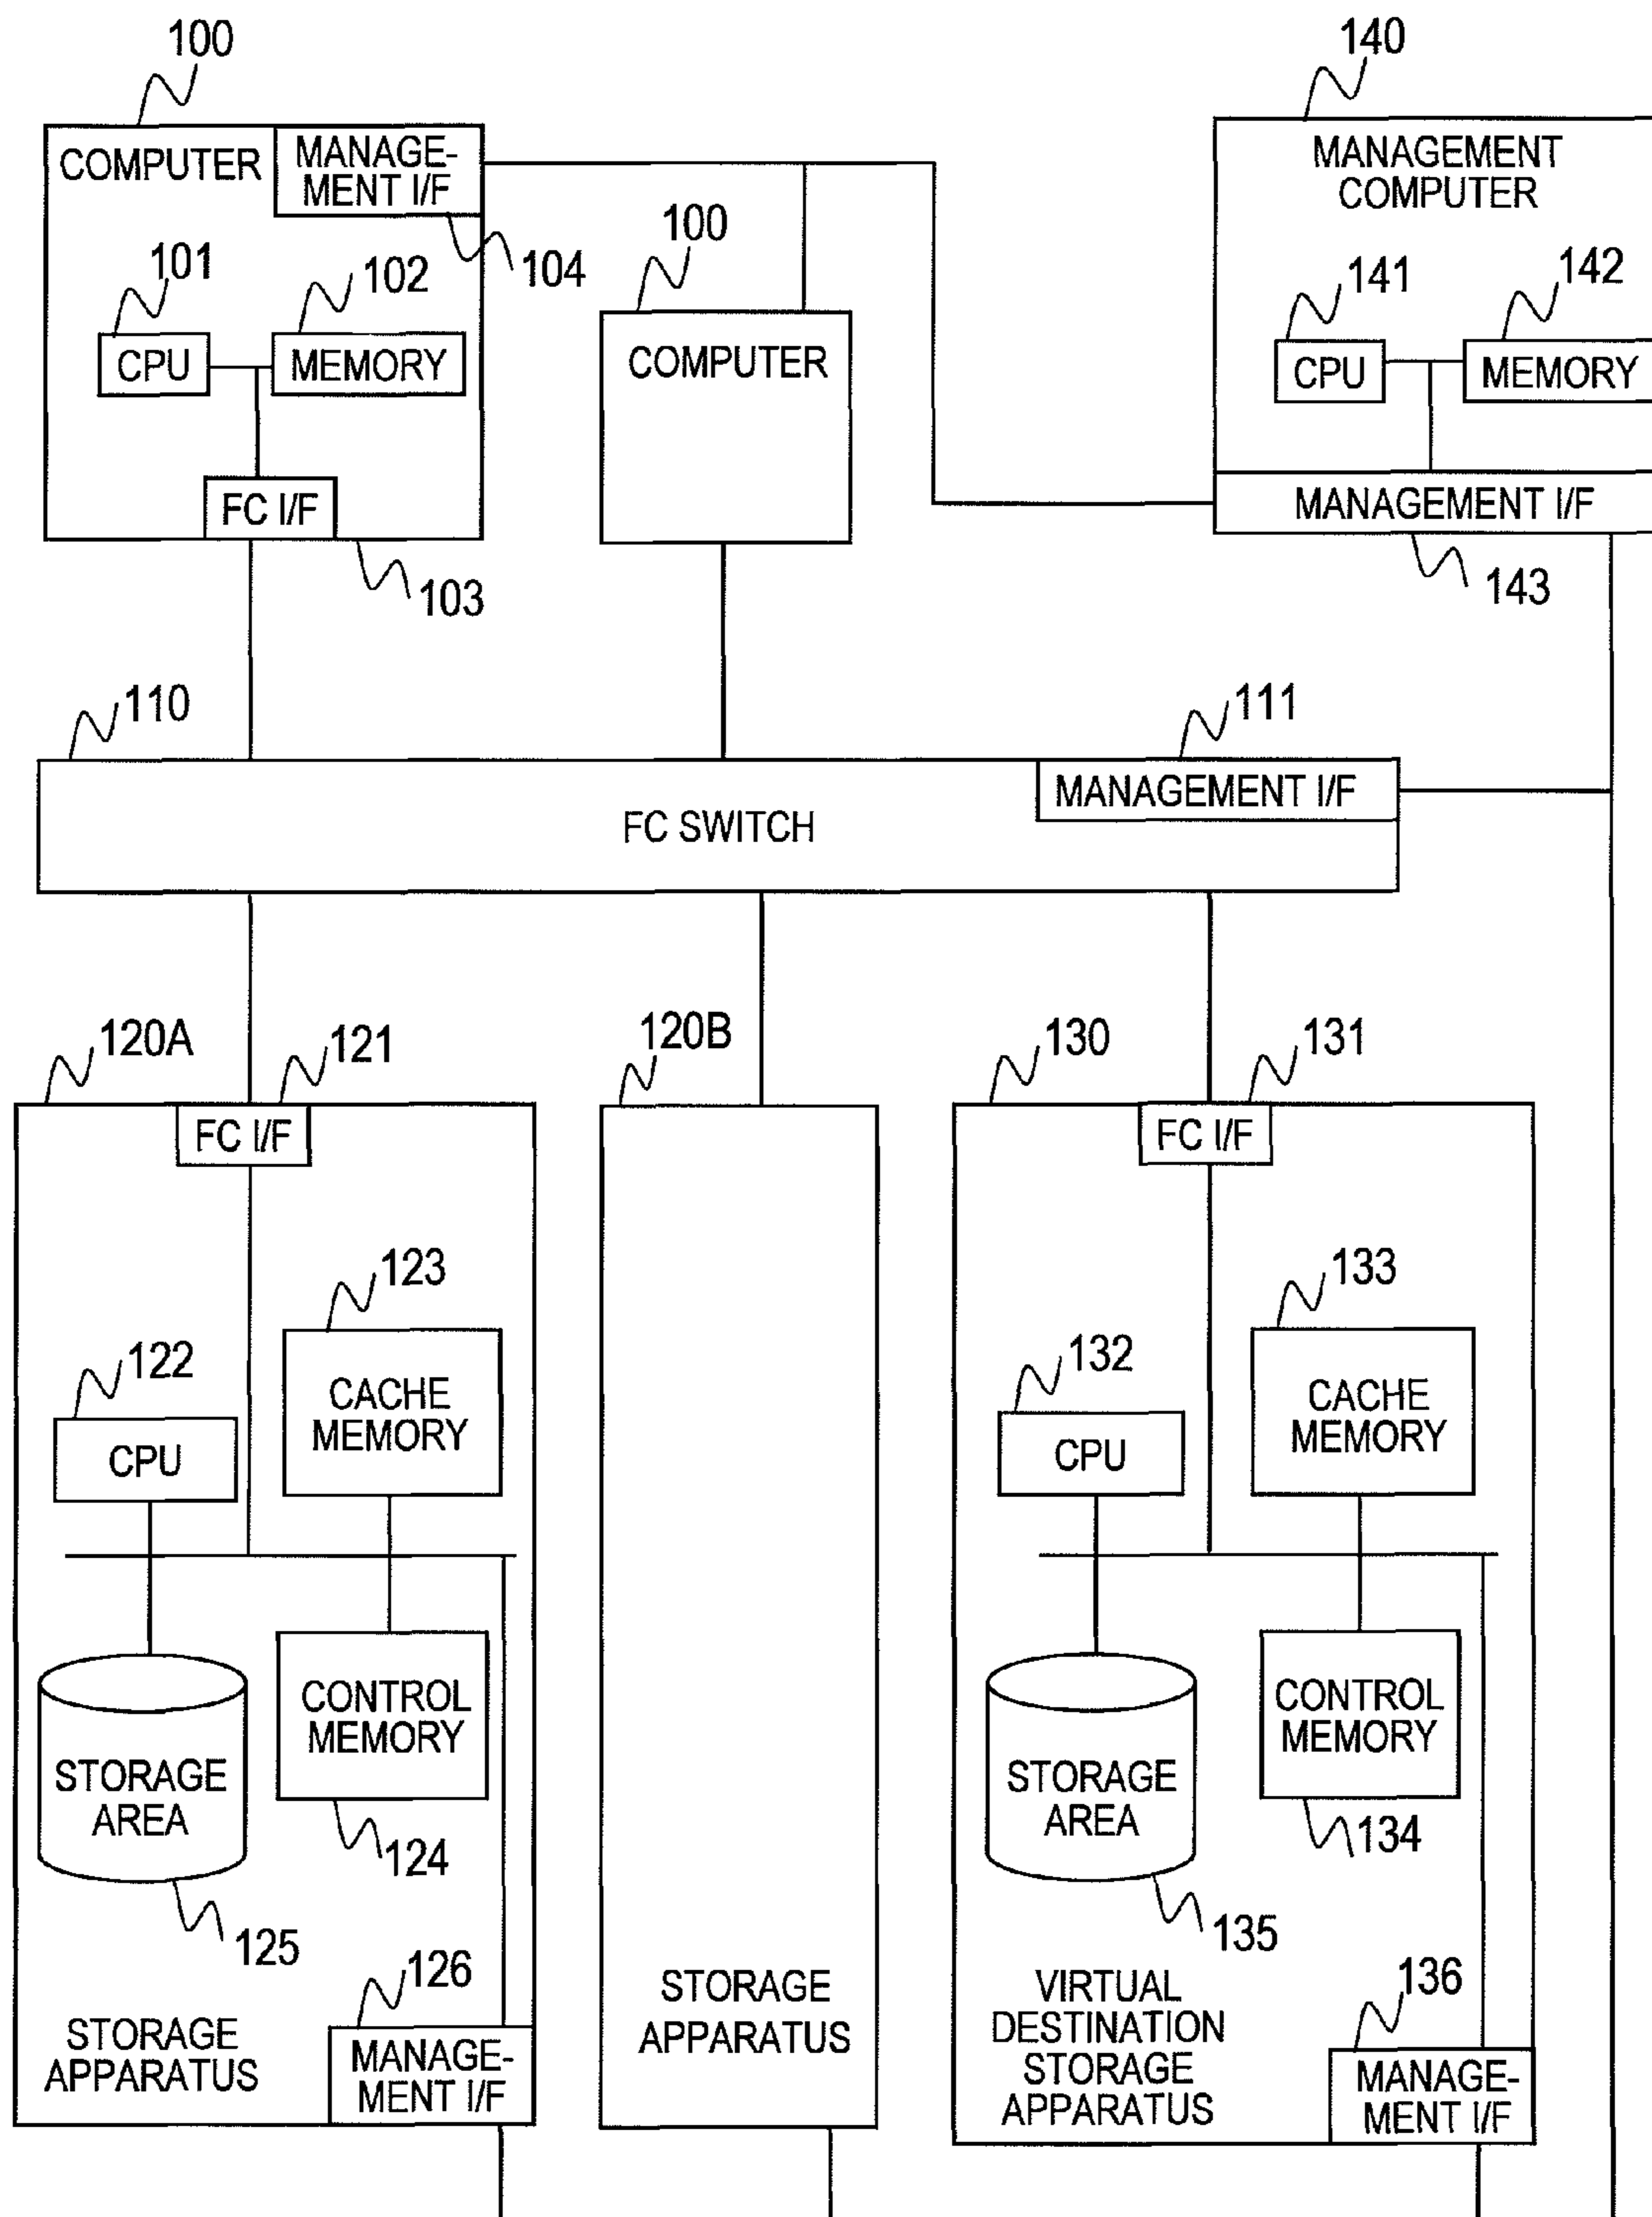 100
140
COMPUTER
MANAGE-
MENT I/F
MANAGEMENT
COMPUTER
100
104
101
102
141
142
CPU
MEMORY
COMPUTER
CPU
MEMORY
FC I/F
MANAGEMENT I/F
103
143
110
111
MANAGEMENT I/F
FC SWITCH
120A
121
120B
130
131
FC I/F
FC I/F
123
133
122
132
CACHE
MEMORY
CACHE
MEMORY
CPU
CPU
CONTROL
MEMORY
CONTROL
MEMORY
STORAGE
AREA
STORAGE
AREA
124
134
125
135
126
136
STORAGE
APPARATUS
MANAGE-
MENT I/F
STORAGE
APPARATUS
VIRTUAL
DESTINATION
STORAGE
APPARATUS
MANAGE-
MENT I/F